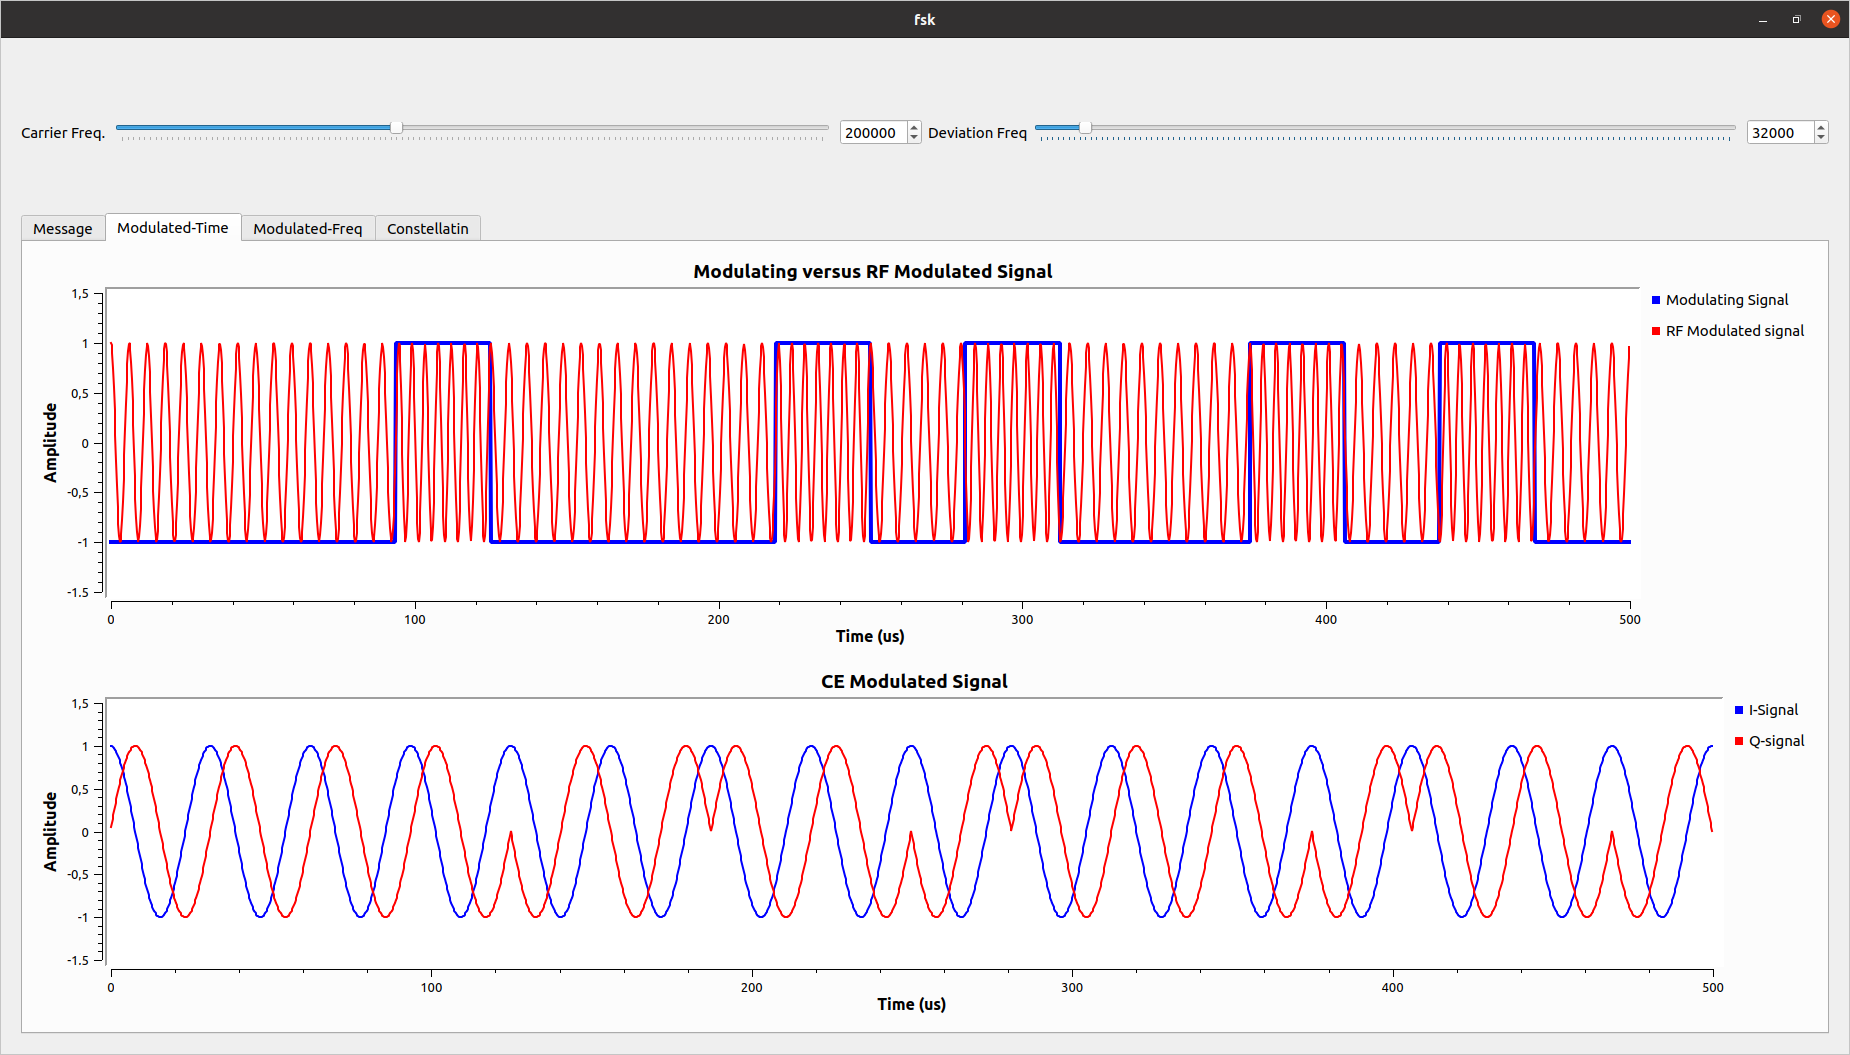 fsk
Carrier Freq. 200000 Deviation Freq 32000
Message Modulated-Time Modulated-Freq Constellatin
Modulating versus RF Modulated Signal
1,5
1
0,5
0
-0,5
-1
-1.5
Amplitude
0 100 200 300 400 500
Time (us)
Modulating Signal
RF Modulated signal
CE Modulated Signal
1,5
1
0,5
0
-0,5
-1
-1.5
Amplitude
0 100 200 300 400 500
Time (us)
I-Signal
Q-signal